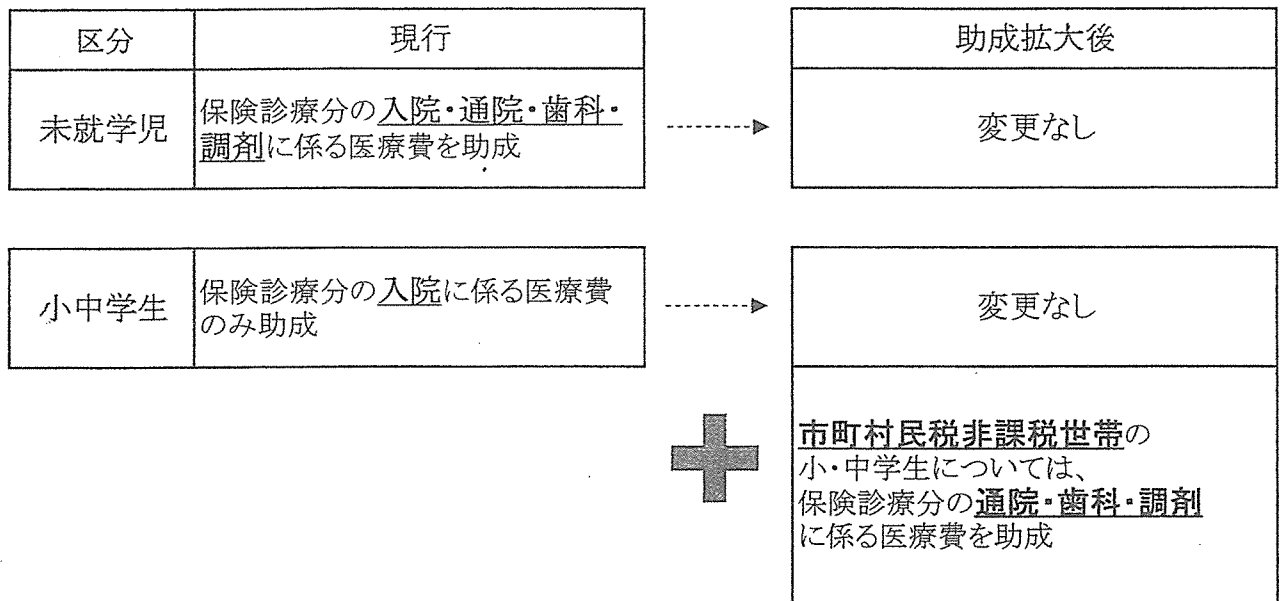 区分
現行
助成拡大後
未就学児
保険診療分の入院・通院・歯科・
調剤に係る医療費を助成
変更なし
小中学生
保険診療分の入院に係る医療費
のみ助成
変更なし
市町村民税非課税世帯の
小・中学生については、
保険診療分の通院・歯科・調剤
に係る医療費を助成